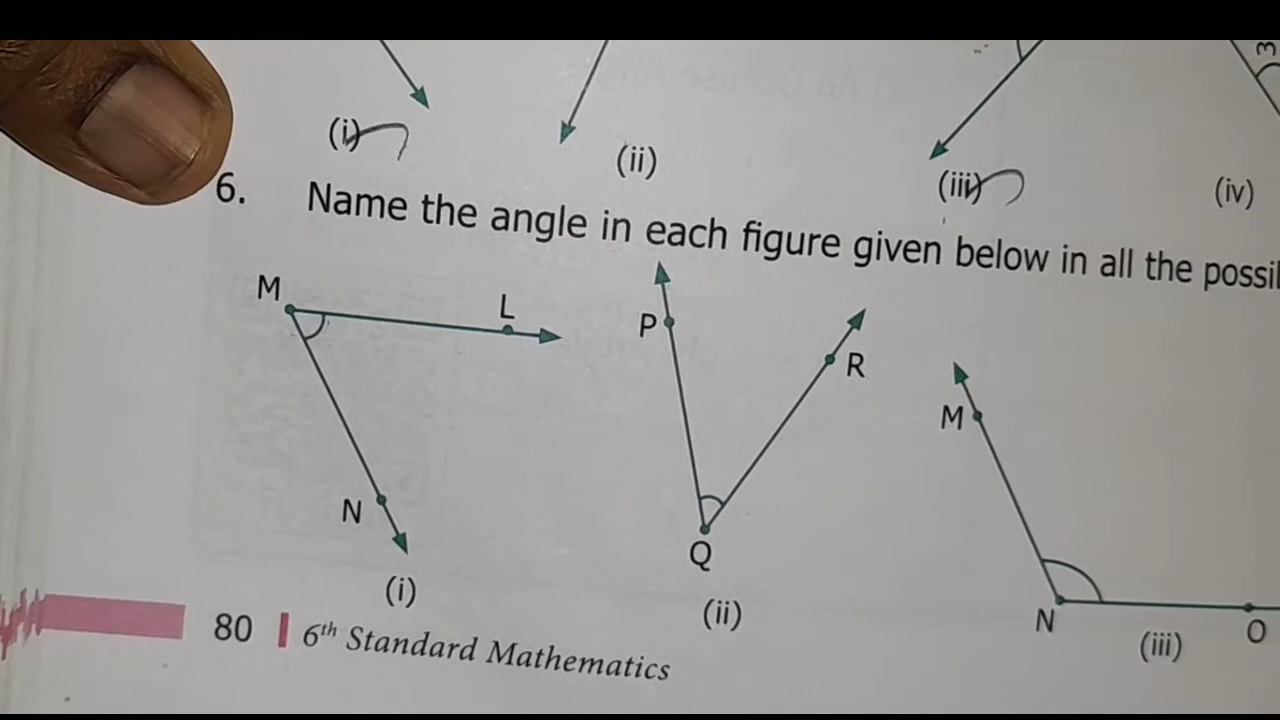 (i)
(ii)
(iii)
(iv)
3
6. Name the angle in each figure given below in all the possi
M
L
N
(i)
P
R
Q
(ii)
M
N
O
(iii)
80 6th Standard Mathematics